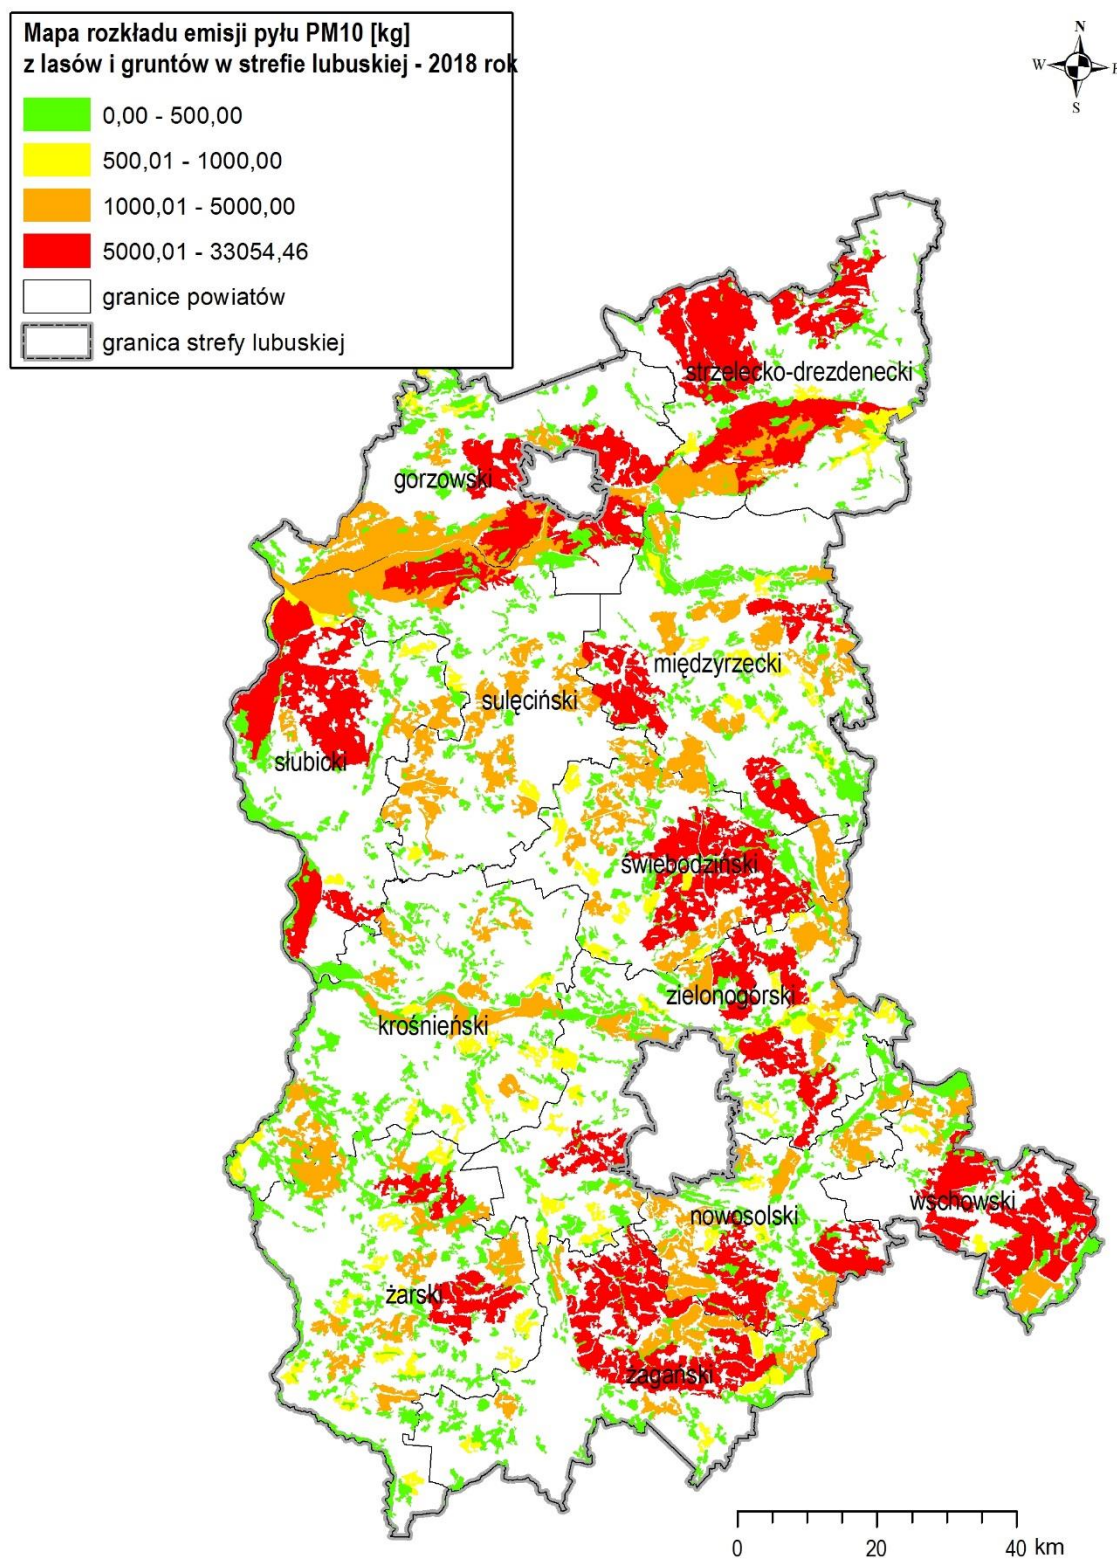 Mapa rozkładu emisji pyłu PM10 [kg]
z lasów i gruntów w strefie lubuskiej - 2018 rok
0,00 - 500,00
500,01 - 1000,00
1000,01 - 5000,00
5000,01 - 33054,46
granice powiatów
granica strefy lubuskiej
N
W
E
S
strzelecko-drezdenecki
gorzowski
międzyrzecki
sulęciński
słubicki
świebodziński
zielonogórski
krośnieński
wschowski
nowosolski
żarski
żagański
0 20 40 km